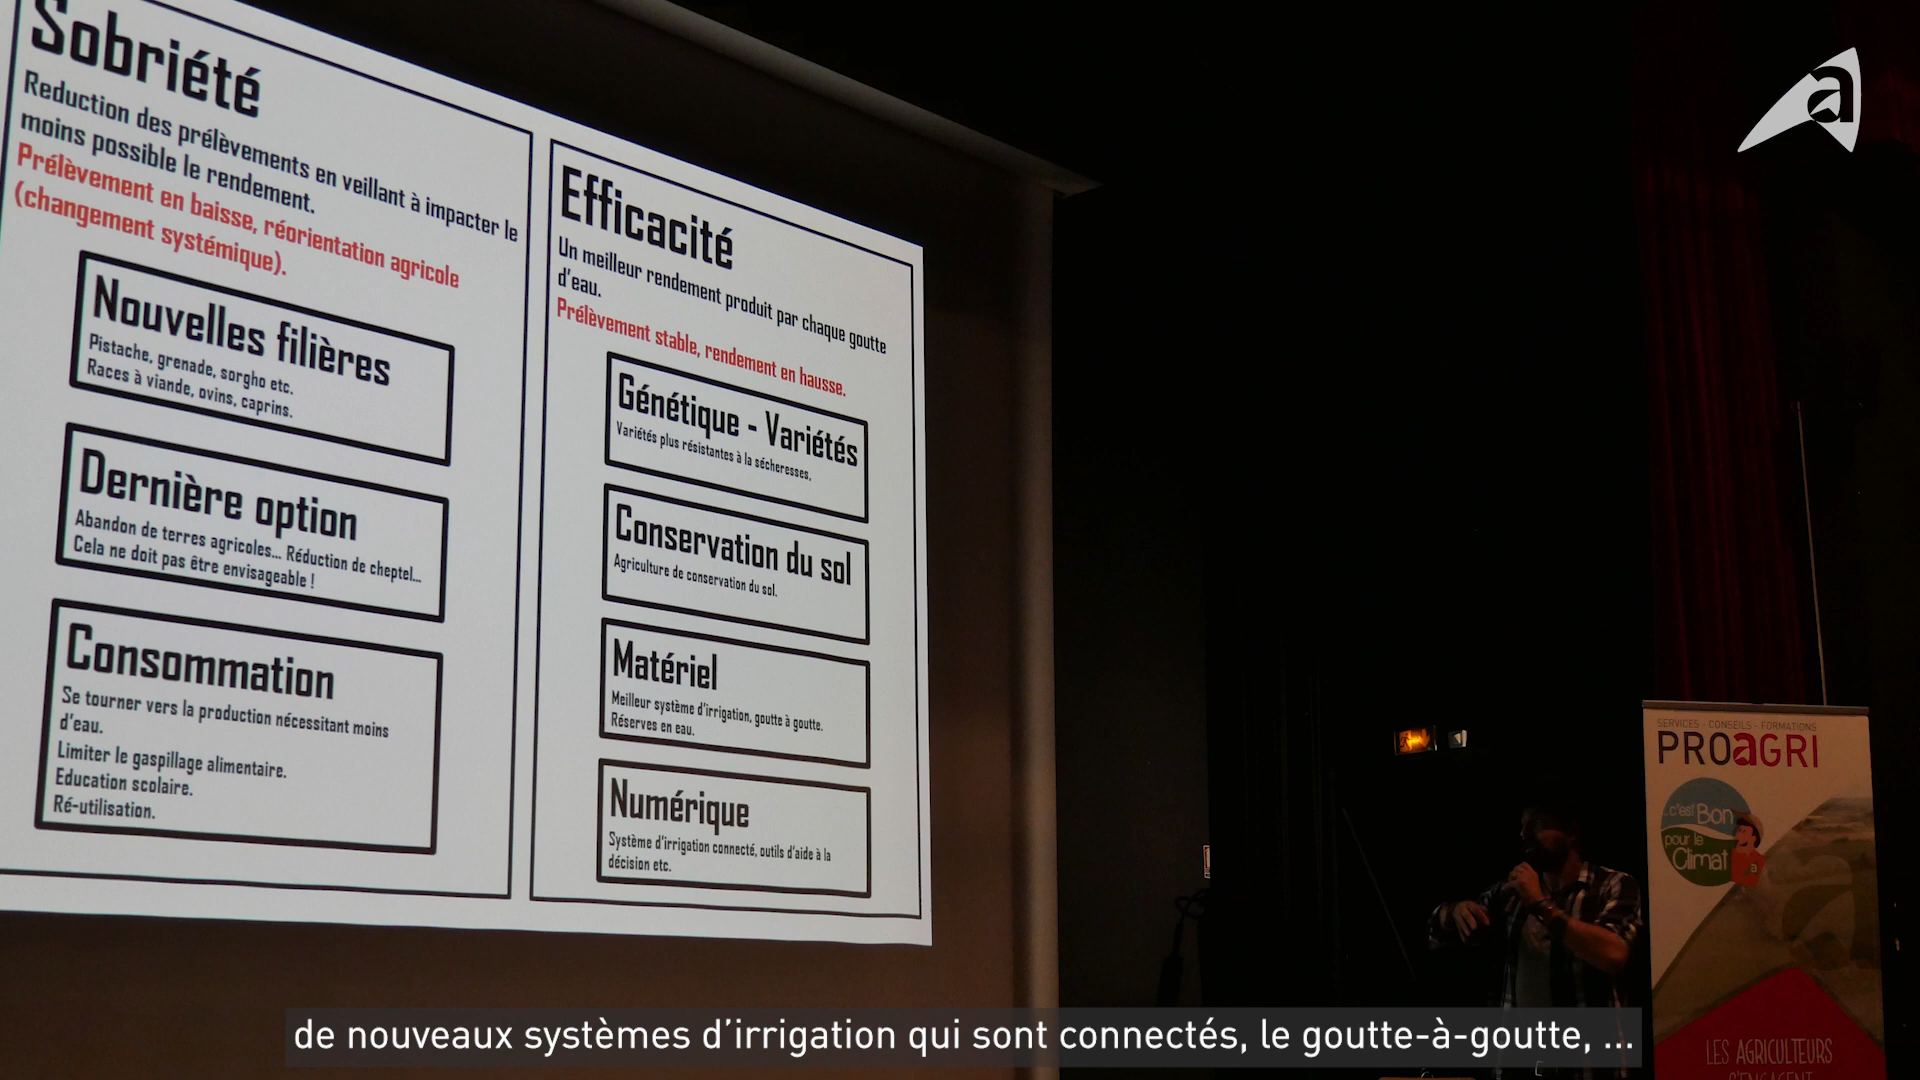 Sobriété
Reduction des prélèvements en veillant à impacter le
moins possible le rendement.
Prélèvement en baisse, réorientation agricole
(changement systémique).
Nouvelles filières
Pistache, grenade, sorgho etc.
Races à viande, ovins, caprins.
Dernière option
Abandon de terres agricoles... Réduction de cheptel...
Cela ne doit pas être envisageable !
Consommation
Se tourner vers la production nécessitant moins
d'eau.
Limiter le gaspillage alimentaire.
Education scolaire.
Ré-utilisation.
Efficacité
Un meilleur rendement produit par chaque goutte
d'eau.
Prélèvement stable, rendement en hausse.
Génétique - Variétés
Variétés plus résistantes à la sécheresses.
Conservation du sol
Agriculture de conservation du sol.
Matériel
Meilleur système d'irrigation, goutte à goutte.
Réserves en eau.
Numérique
Système d'irrigation connecté, outils d'aide à la
décision etc.
a
SERVICES - CONSEILS - FORMATIONS
PROAGRI
...c'est Bon
pour le
Climat
LES AGRICULTEURS
S'ENGAGENT
de nouveaux systèmes d'irrigation qui sont connectés, le goutte-à-goutte, ...